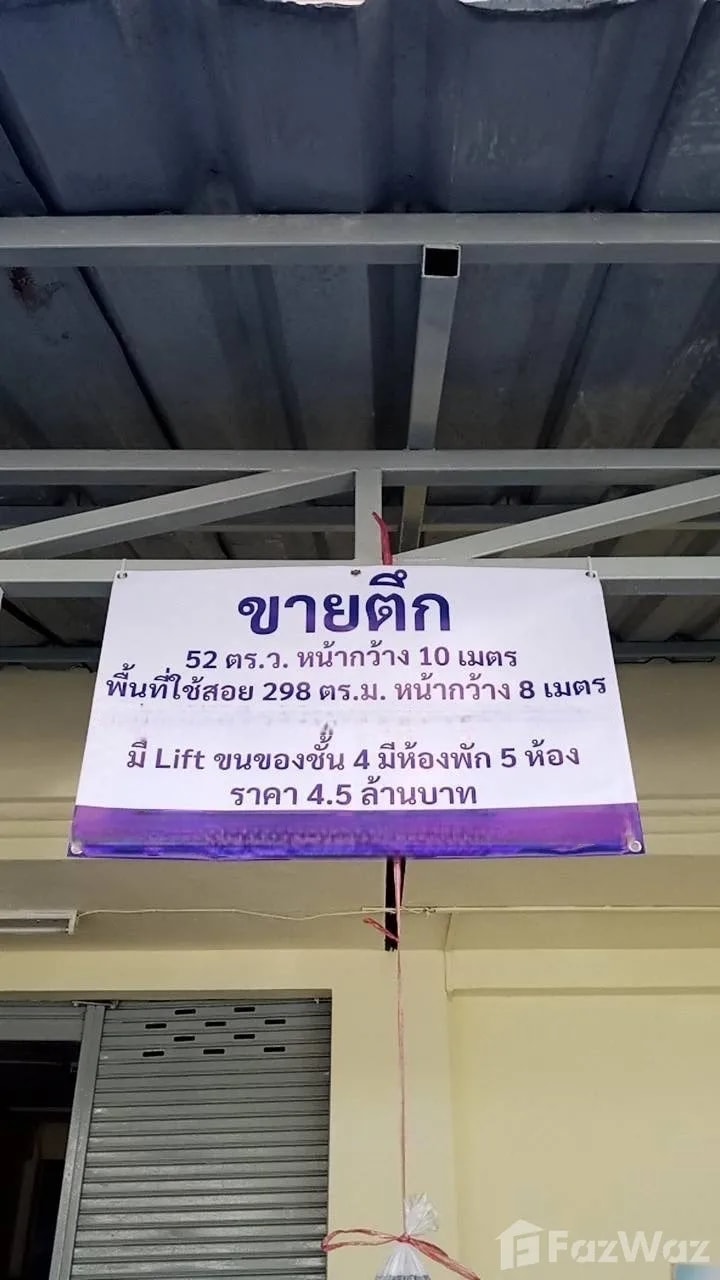 ขายตึก
52 ตร.ว. หน้ากว้าง 10 เมตร
พื้นที่ใช้สอย 298 ตร.ม. หน้ากว้าง 8 เมตร
มี Lift ขนของชั้น 4 มีห้องพัก 5 ห้อง
ราคา 4.5 ล้านบาท
FazWaz